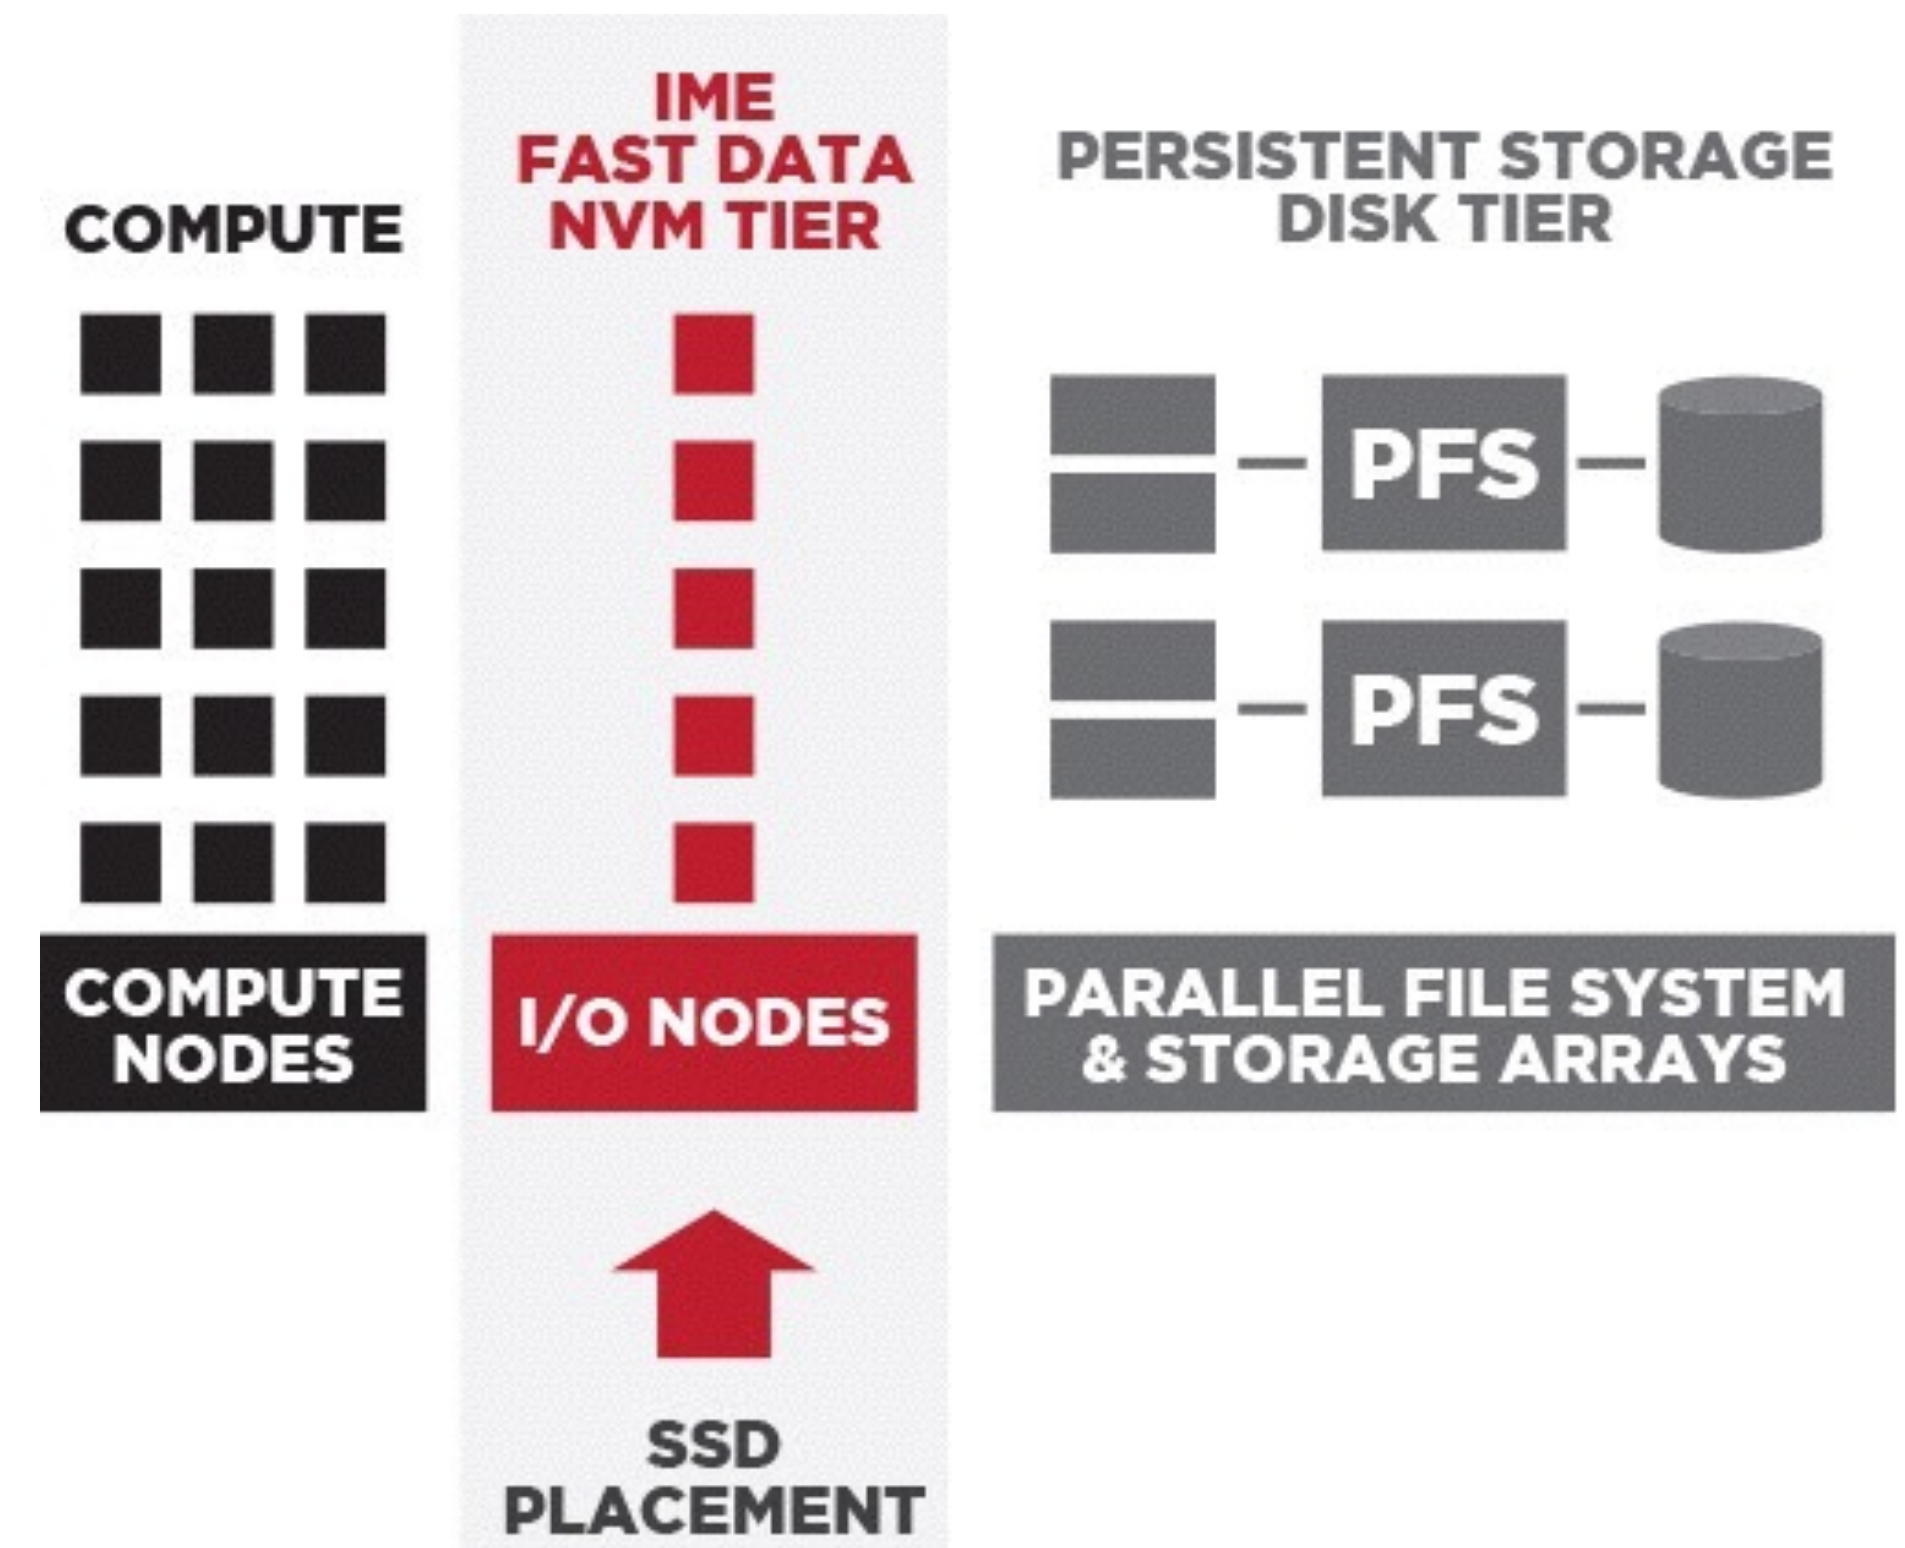 COMPUTE
IME
FAST DATA
NVM TIER
PERSISTENT STORAGE
DISK TIER
PFS
PFS
COMPUTE
NODES
I/O NODES
PARALLEL FILE SYSTEM
& STORAGE ARRAYS
SSD
PLACEMENT